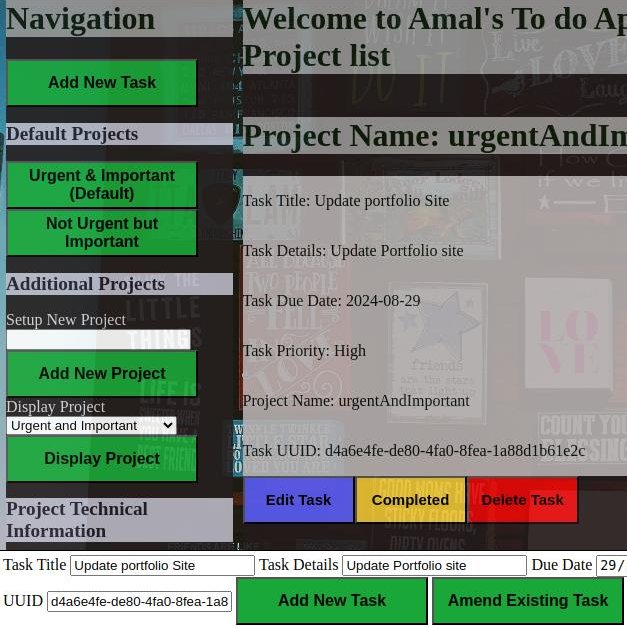 Navigation
Add New Task
Default Projects
Urgent & Important
(Default)
Not Urgent but
Important
Additional Projects
Setup New Project
Add New Project
Display Project
Urgent and Important
Display Project
Project Technical
Information
Welcome to Amal's To do Ap
Project list
Project Name: urgentAndIm
Task Title: Update portfolio Site
Task Details: Update Portfolio site
Task Due Date: 2024-08-29
Task Priority: High
Project Name: urgentAndImportant
Task UUID: d4a6e4fe-de80-4fa0-8fea-1a88d1b61e2c
Edit Task Completed Delete Task
Task Title Update portfolio Site Task Details Update Portfolio site Due Date 29/
UUID d4a6e4fe-de80-4fa0-8fea-1a8 Add New Task Amend Existing Task
LOVE
friends
COUNT YOUR
BLESSING